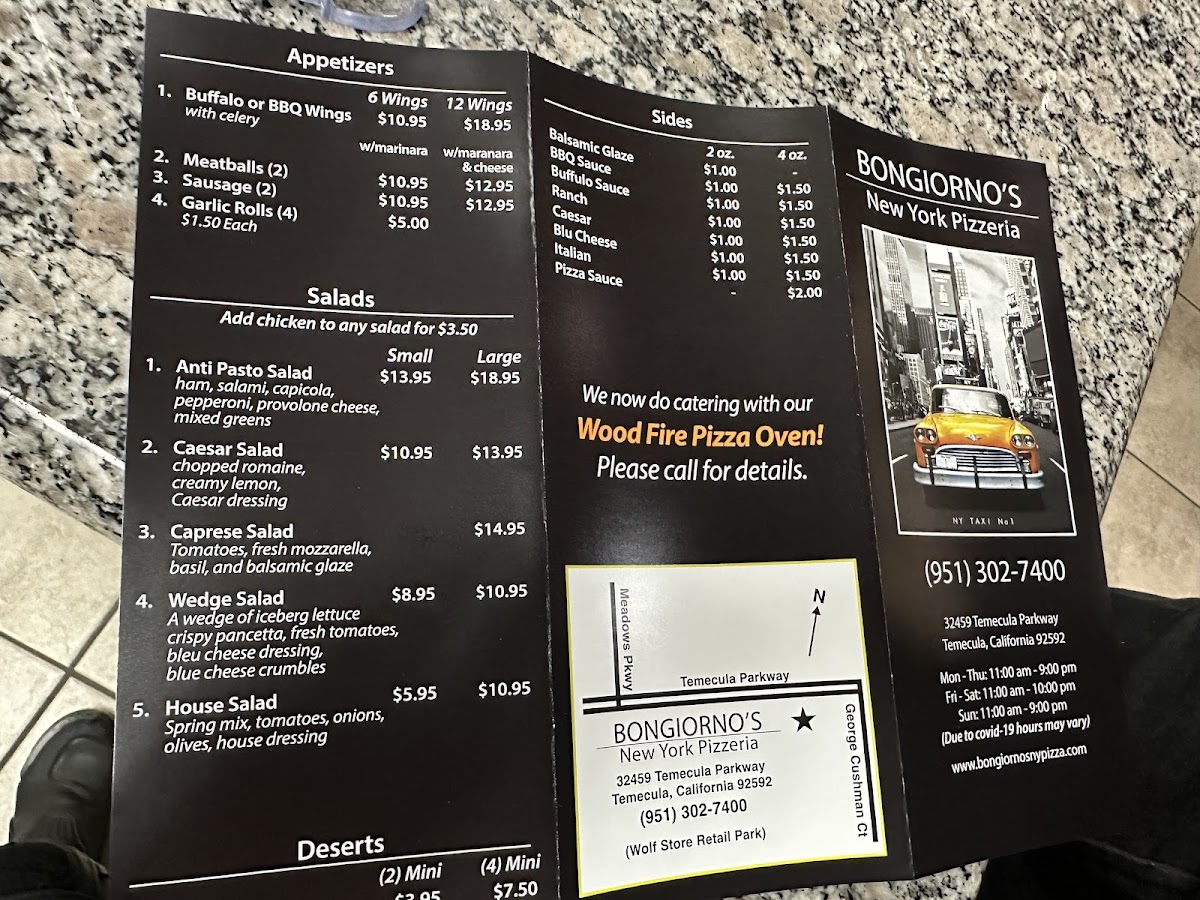 Appetizers
6 Wings 12 Wings
1. Buffalo or BBQ Wings $10.95 $18.95
with celery
w/marinara w/maranara
& cheese
2. Meatballs (2) $10.95 $12.95
3. Sausage (2) $10.95 $12.95
4. Garlic Rolls (4) $5.00
$1.50 Each
Salads
Add chicken to any salad for $3.50
Small Large
1. Anti Pasto Salad $13.95 $18.95
ham, salami, capicola,
pepperoni, provolone cheese,
mixed greens
2. Caesar Salad $10.95 $13.95
chopped romaine,
creamy lemon,
Caesar dressing
3. Caprese Salad $14.95
Tomatoes, fresh mozzarella,
basil, and balsamic glaze
4. Wedge Salad $8.95 $10.95
A wedge of iceberg lettuce
crispy pancetta, fresh tomatoes,
bleu cheese dressing,
blue cheese crumbles
5. House Salad $5.95 $10.95
Spring mix, tomatoes, onions,
olives, house dressing
Deserts
(2) Mini (4) Mini
$3.95 $7.50
Sides
2 oz. 4 oz.
Balsamic Glaze $1.00 -
BBQ Sauce $1.00 $1.50
Buffulo Sauce $1.00 $1.50
Ranch $1.00 $1.50
Caesar $1.00 $1.50
Blu Cheese $1.00 $1.50
Italian $1.00 $1.50
Pizza Sauce - $2.00
We now do catering with our
Wood Fire Pizza Oven!
Please call for details.
N
Meadows Pkwy
Temecula Parkway
George Cushman Ct
BONGIORNO'S
New York Pizzeria
32459 Temecula Parkway
Temecula, California 92592
(951) 302-7400
(Wolf Store Retail Park)
BONGIORNO'S
New York Pizzeria
NY TAXI No1
(951) 302-7400
32459 Temecula Parkway
Temecula, California 92592
Mon - Thu: 11:00 am - 9:00 pm
Fri - Sat: 11:00 am - 10:00 pm
Sun: 11:00 am - 9:00 pm
(Due to covid-19 hours may vary)
www.bongiornosnypizza.com